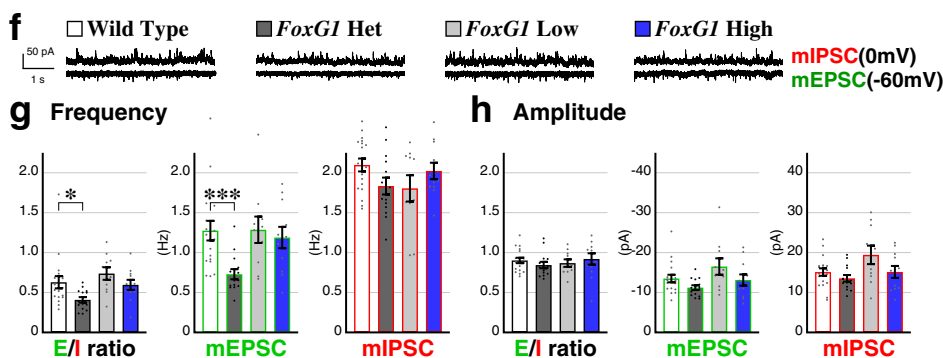 f Wild Type FoxG1 Het FoxG1 Low FoxG1 High
50 pA
1 s
mIPSC(0mV)
mEPSC(-60mV)
g Frequency h Amplitude
2.0 2.0 2.0 2.0 -40 40
1.5 1.5 1.5 1.5 -30 30
1.0 1.0 1.0 1.0 -20 20
0.5 0.5 0.5 0.5 -10 10
0 0 0 0 0 0
* ***
(Hz) (Hz) (pA) (pA)
E/I ratio mEPSC mIPSC E/I ratio mEPSC mIPSC